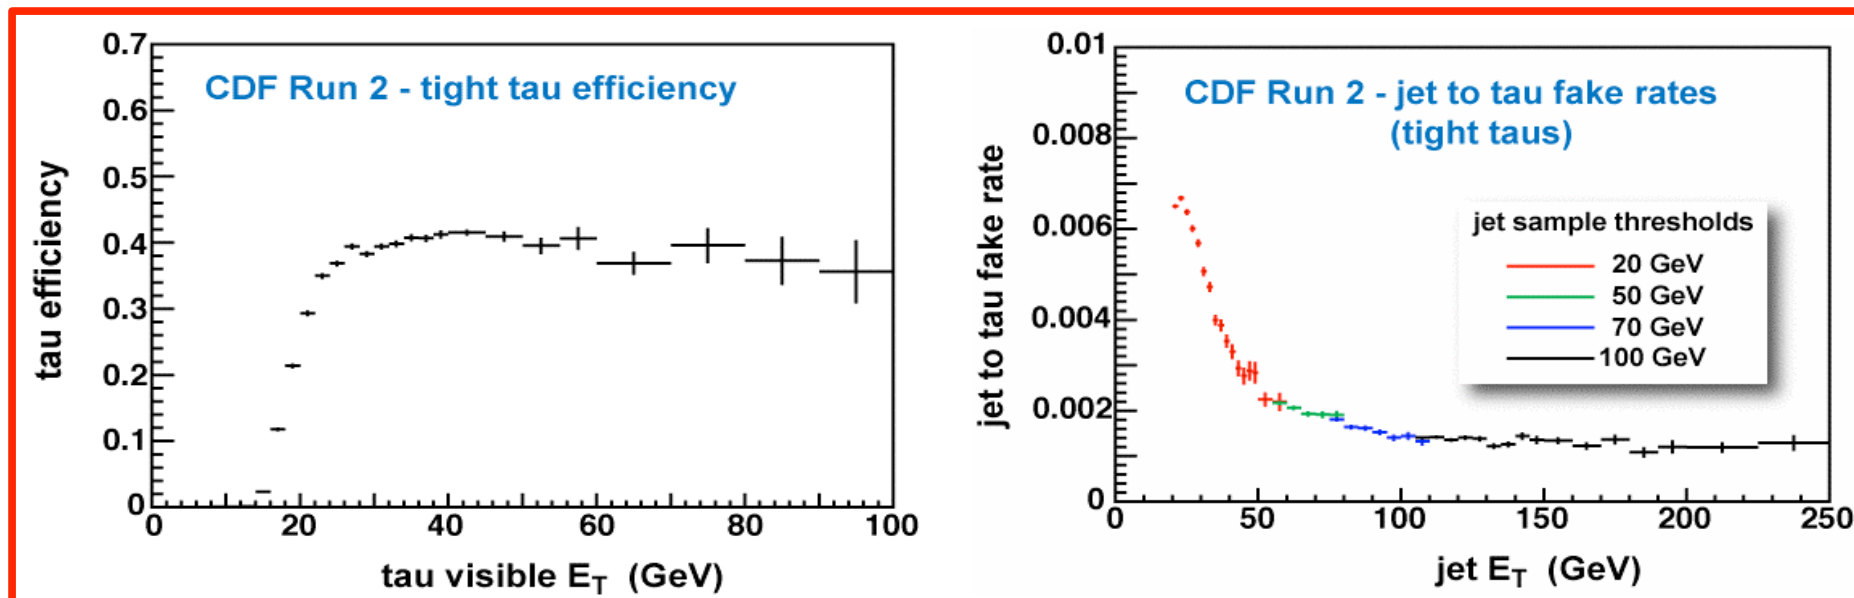 CDF Run 2 - tight tau efficiency
tau efficiency
0.7
0.6
0.5
0.4
0.3
0.2
0.1
0
0 20 40 60 80 100
tau visible E_T (GeV)
CDF Run 2 - jet to tau fake rates
(tight taus)
jet to tau fake rate
0.01
0.008
0.006
0.004
0.002
0
jet sample thresholds
20 GeV
50 GeV
70 GeV
100 GeV
0 50 100 150 200 250
jet E_T (GeV)